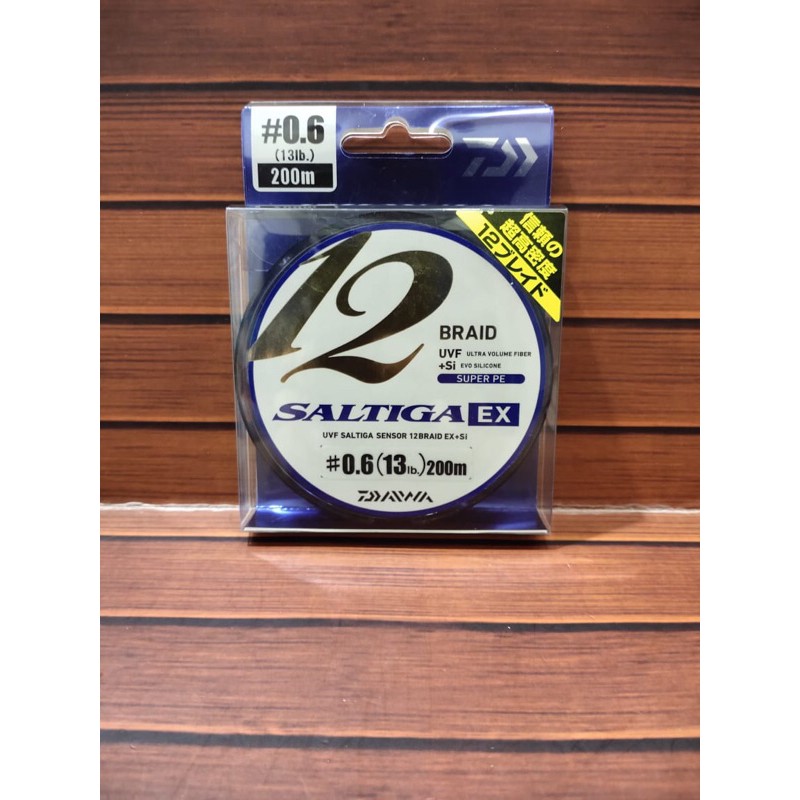 #0.6
(13lb.)
200m
信頼の
超高密度
12ブレイド
12
BRAID
UVF ULTRA VOLUME FIBER
+Si EVO SILICONE
SUPER PE
SALTIGA EX
UVF SALTIGA SENSOR 12BRAID EX+Si
#0.6(13lb.)200m
DAIWA